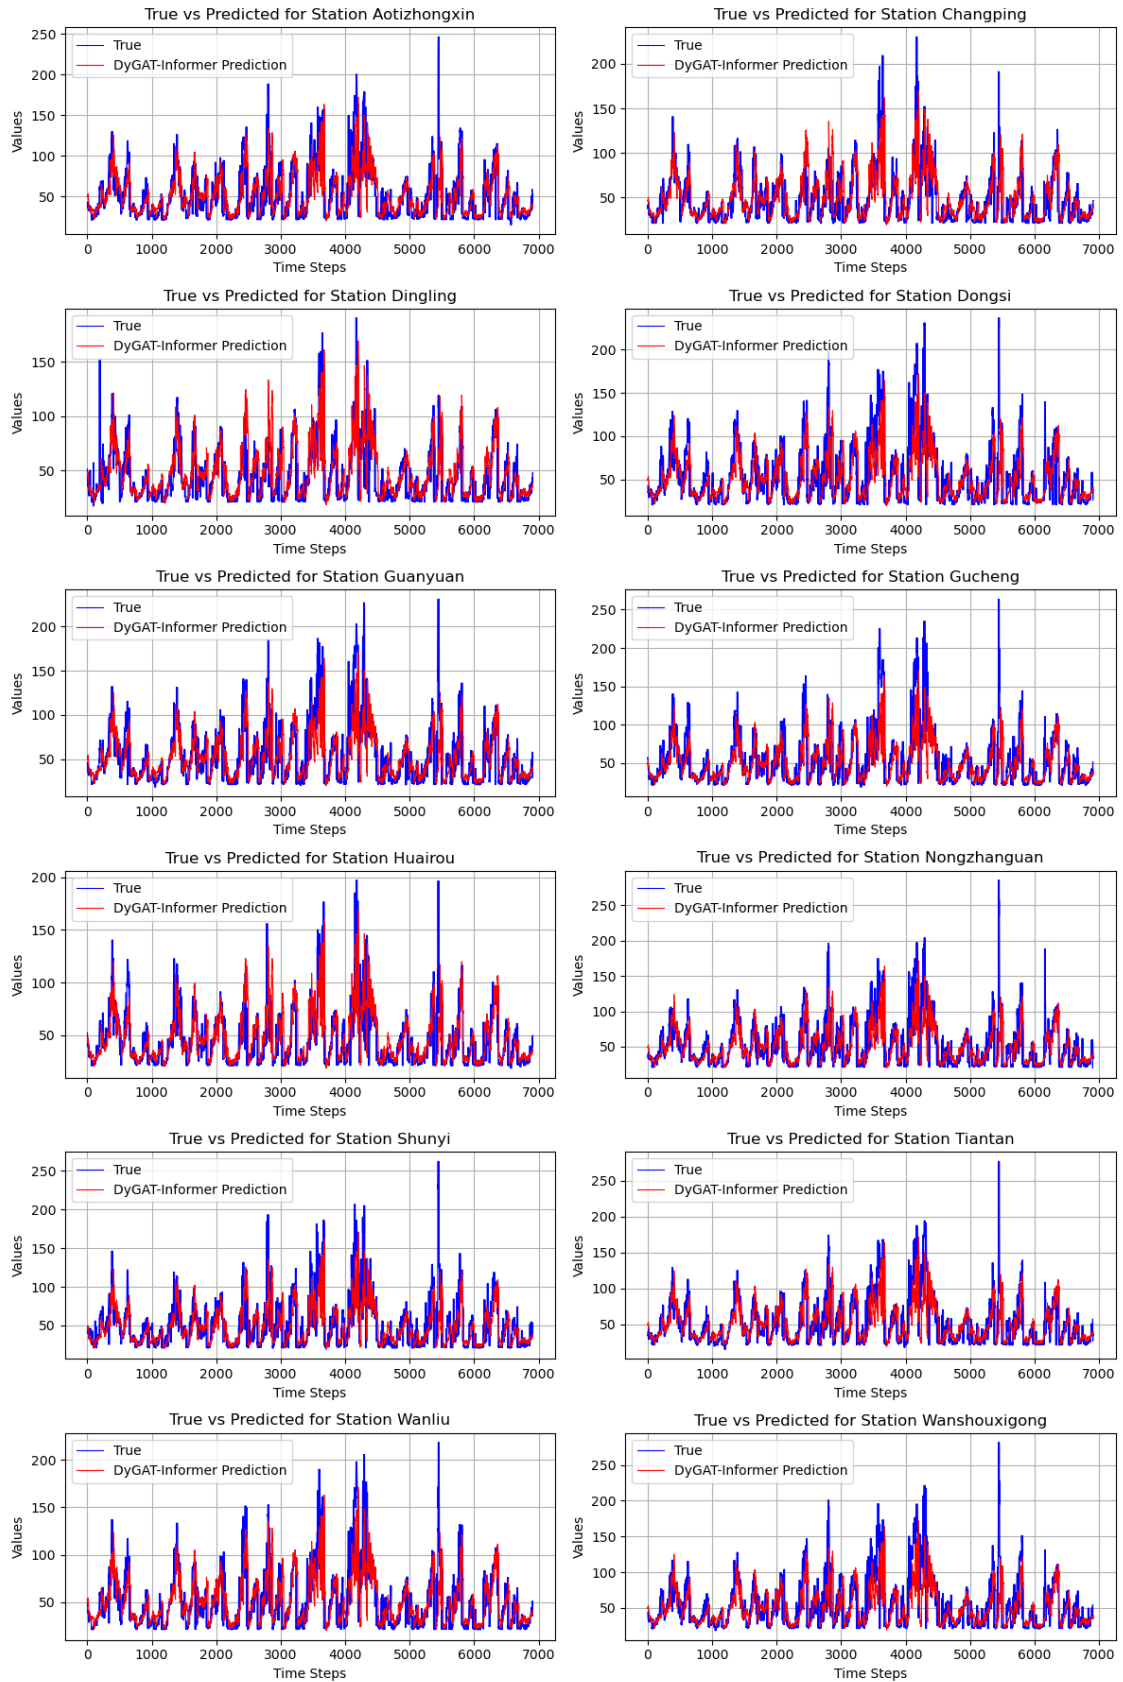 True vs Predicted for Station Aotizhongxin
True
DyGAT-Informer Prediction
Values
250
200
150
100
50
0 1000 2000 3000 4000 5000 6000 7000
Time Steps
True vs Predicted for Station Changping
True
DyGAT-Informer Prediction
Values
200
150
100
50
0 1000 2000 3000 4000 5000 6000 7000
Time Steps
True vs Predicted for Station Dingling
True
DyGAT-Informer Prediction
Values
150
100
50
0 1000 2000 3000 4000 5000 6000 7000
Time Steps
True vs Predicted for Station Dongsi
True
DyGAT-Informer Prediction
Values
200
150
100
50
0 1000 2000 3000 4000 5000 6000 7000
Time Steps
True vs Predicted for Station Guanyuan
True
DyGAT-Informer Prediction
Values
200
150
100
50
0 1000 2000 3000 4000 5000 6000 7000
Time Steps
True vs Predicted for Station Gucheng
True
DyGAT-Informer Prediction
Values
250
200
150
100
50
0 1000 2000 3000 4000 5000 6000 7000
Time Steps
True vs Predicted for Station Huairou
True
DyGAT-Informer Prediction
Values
200
150
100
50
0 1000 2000 3000 4000 5000 6000 7000
Time Steps
True vs Predicted for Station Nongzhanguan
True
DyGAT-Informer Prediction
Values
250
200
150
100
50
0 1000 2000 3000 4000 5000 6000 7000
Time Steps
True vs Predicted for Station Shunyi
True
DyGAT-Informer Prediction
Values
250
200
150
100
50
0 1000 2000 3000 4000 5000 6000 7000
Time Steps
True vs Predicted for Station Tiantan
True
DyGAT-Informer Prediction
Values
250
200
150
100
50
0 1000 2000 3000 4000 5000 6000 7000
Time Steps
True vs Predicted for Station Wanliu
True
DyGAT-Informer Prediction
Values
200
150
100
50
0 1000 2000 3000 4000 5000 6000 7000
Time Steps
True vs Predicted for Station Wanshouxigong
True
DyGAT-Informer Prediction
Values
250
200
150
100
50
0 1000 2000 3000 4000 5000 6000 7000
Time Steps